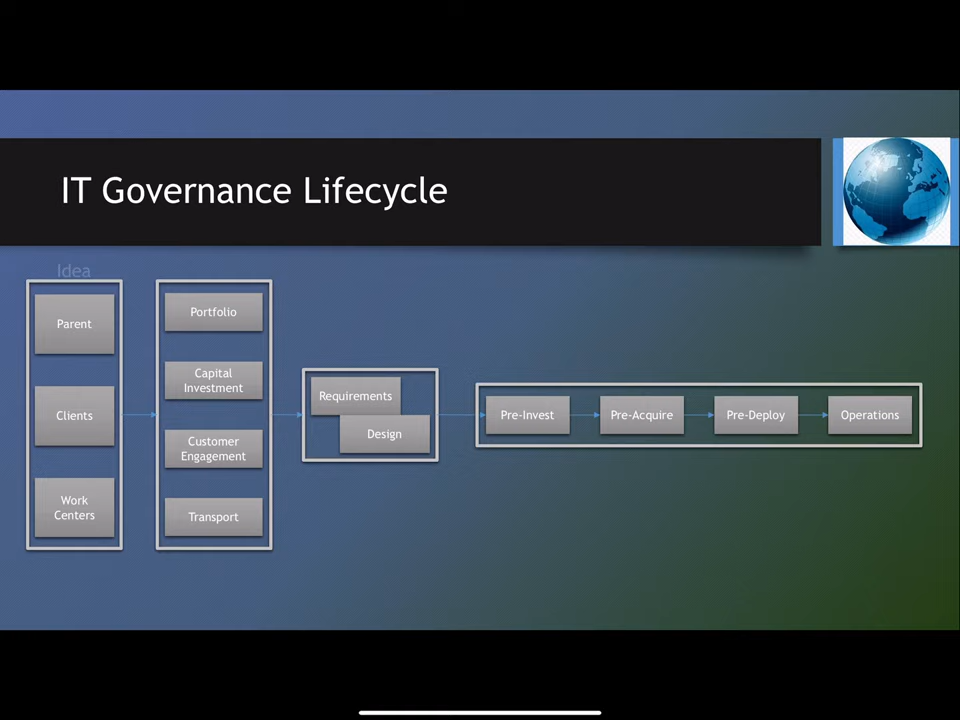 IT Governance Lifecycle
Idea
Parent
Clients
Work
Centers
Portfolio
Capital
Investment
Customer
Engagement
Transport
Requirements
Design
Pre-Invest
Pre-Acquire
Pre-Deploy
Operations